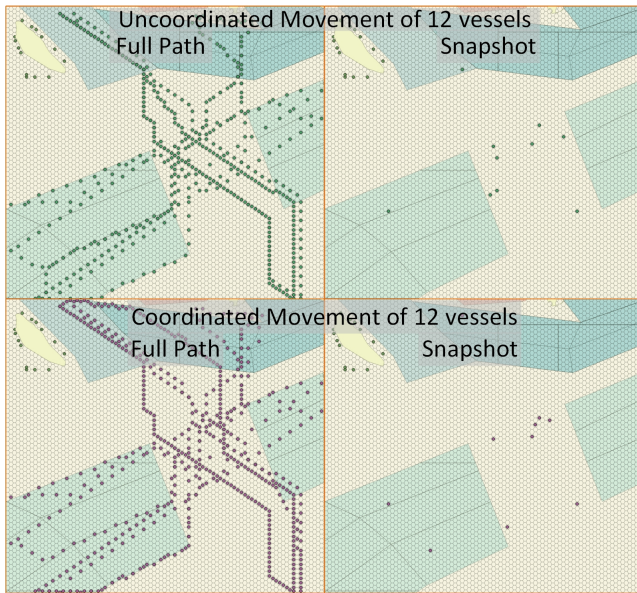 Uncoordinated Movement of 12 vessels
Full Path
Snapshot
Coordinated Movement of 12 vessels
Full Path
Snapshot